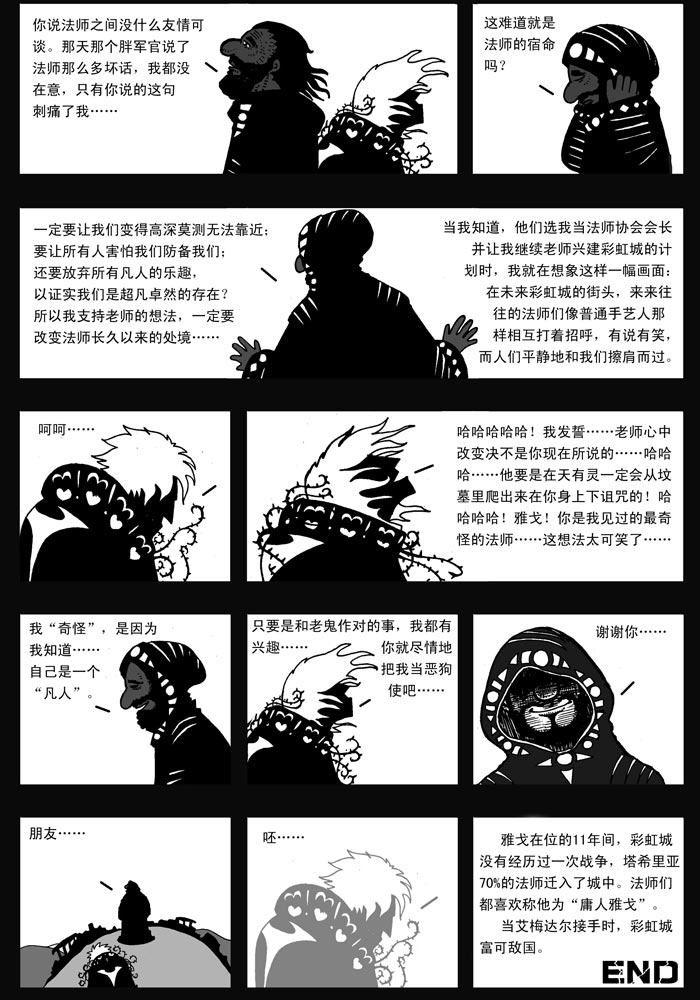 你说法师之间没什么友情可
谈。那天那个胖军官说了
法师那么多坏话，我都没
在意，只有你说的这句
刺痛了我……
这难道就是
法师的宿命
吗？
一定要让我们变得高深莫测无法靠近；
要让所有人害怕我们防备我们；
还要放弃所有凡人的乐趣，
以证实我们是超凡卓然的存在？
所以我支持老师的想法，一定要
改变法师长久以来的处境……
当我知道，他们选我当法师协会会长
并让我继续老师兴建彩虹城的计
划时，我就在想象这样一幅画面：
在未来彩虹城的街头，来来往
往的法师们像普通手艺人那
样相互打着招呼，有说有笑，
而人们平静地和我们擦肩而过。
呵呵……
哈哈哈哈哈！我发誓……老师心中
改变决不是你现在所说的……哈哈
哈……他要是在天有灵一定会从坟
墓里爬出来在你身上下诅咒的！哈
哈哈哈！雅戈！你是我见过的最奇
怪的法师……这想法太可笑了……
我“奇怪”，是因为
我知道……
自己是一个
“凡人”。
只要是和老鬼作对的事，我都有
兴趣……
你就尽情地
把我当恶狗
使吧……
谢谢你……
朋友……
呸……
雅戈在位的11年间，彩虹城
没有经历过一次战争，塔希里亚
70%的法师迁入了城中。法师们
都喜欢称他为“庸人雅戈”。
当艾梅达尔接手时，彩虹城
富可敌国。
END